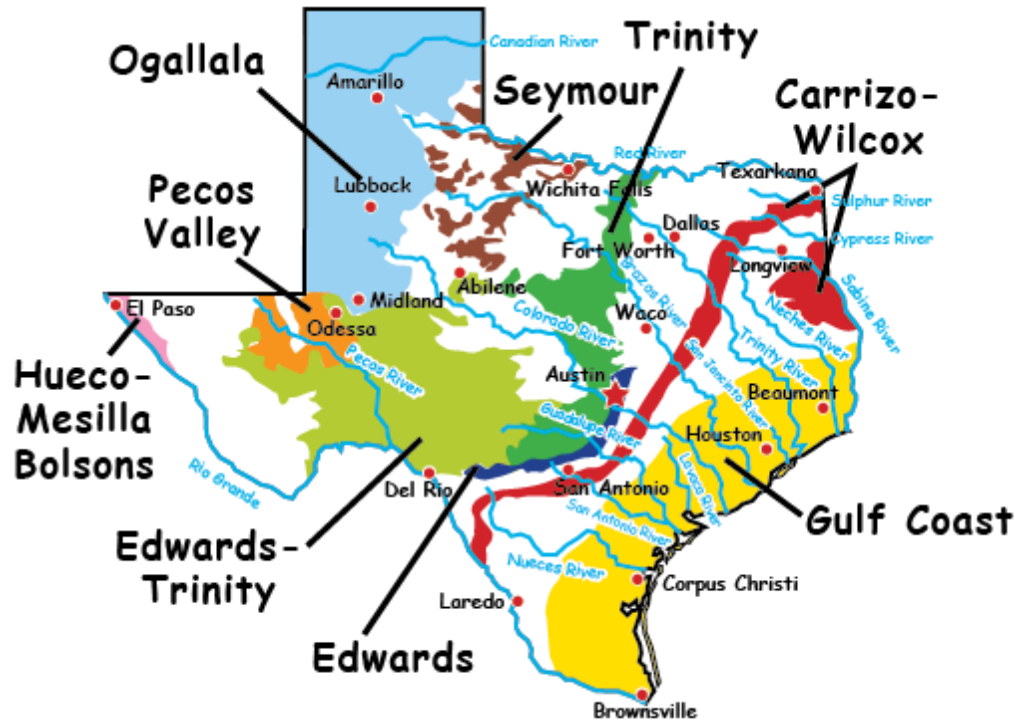 Trinity
Canadian River
Ogallala
Amarillo
Seymour
Carrizo-
Wilcox
Red River
Texarkana
Pecos
Valley
Lubbock
Wichita Falls
Sulphur River
Dallas
Fort Worth
Cypress River
Longview
Brazos River
Abilene
Sabine River
El Paso
Midland
Odessa
Colorado River
Waco
Neches River
Trinity River
Pecos River
San Jancinto River
Hueco-
Mesilla
Bolsons
Austin
Beaumont
Guadalupe River
Houston
Rio Grande
Del Rio
San Antonio
Lavaca River
Gulf Coast
San Antonio River
Edwards-
Trinity
Nueces River
Corpus Christi
Laredo
Edwards
Brownsville